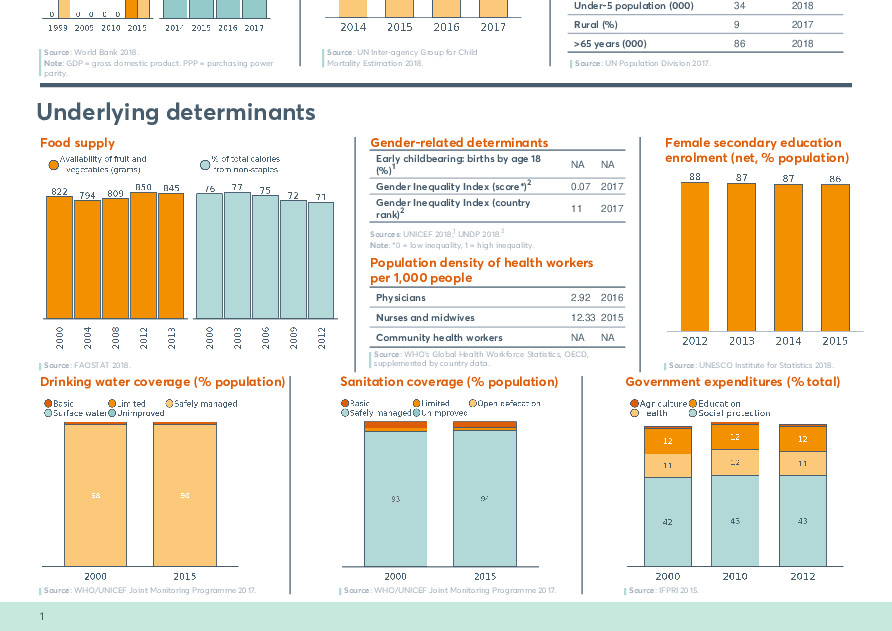 0 0 0 0
1999 2005 2010 2015
2014 2015 2016 2017
Source: World Bank 2018.
Note: GDP = gross domestic product. PPP = purchasing power
parity.
2014 2015 2016 2017
Source: UN Inter-agency Group for Child
Mortality Estimation 2018.
Under-5 population (000) 34 2018
Rural (%) 9 2017
>65 years (000) 86 2018
Source: UN Population Division 2017.
Underlying determinants
Food supply
Availability of fruit and
vegetables (grams)
822 794 809 850 845
2000 2004 2008 2012 2013
% of total calories
from non-staples
76 77 75 72 71
2000 2003 2006 2009 2012
Source: FAOSTAT 2018.
Gender-related determinants
Early childbearing: births by age 18
(%)1 NA NA
Gender Inequality Index (score*)2 0.07 2017
Gender Inequality Index (country
rank)2 11 2017
Sources: UNICEF 2018,1 UNDP 2018.2
Note: *0 = low inequality, 1 = high inequality.
Population density of health workers
per 1,000 people
Physicians 2.92 2016
Nurses and midwives 12.33 2015
Community health workers NA NA
Source: WHO's Global Health Workforce Statistics, OECD,
supplemented by country data.
Female secondary education
enrolment (net, % population)
88 87 87 86
2012 2013 2014 2015
Source: UNESCO Institute for Statistics 2018.
Drinking water coverage (% population)
Basic Limited Safely managed
Surface water Unimproved
98 98
2000 2015
Source: WHO/UNICEF Joint Monitoring Programme 2017.
Sanitation coverage (% population)
Basic Limited Open defecation
Safely managed Unimproved
93 94
2000 2015
Source: WHO/UNICEF Joint Monitoring Programme 2017.
Government expenditures (% total)
Agriculture Education
Health Social protection
12 12 12
11 12 11
42 43 43
2000 2010 2012
Source: IFPRI 2015.
1